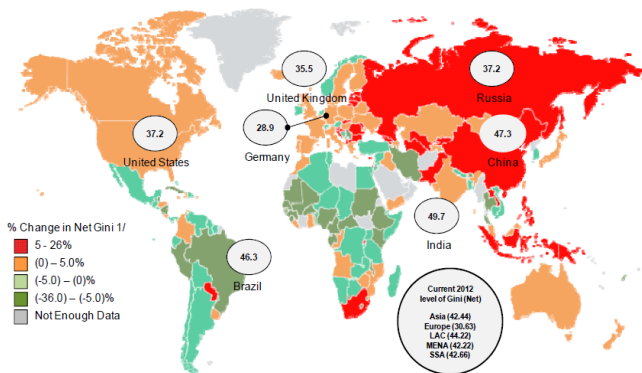 35.5
United Kingdom
37.2
Russia
37.2
United States
28.9
Germany
47.3
China
49.7
India
46.3
Brazil
% Change in Net Gini 1/
5 - 26%
(0) – 5.0%
(-5.0) – (0)%
(-36.0) – (-5.0)%
Not Enough Data
Current 2012
level of Gini (Net)
Asia (42.44)
Europe (30.63)
LAC (44.22)
MENA (42.22)
SSA (42.66)